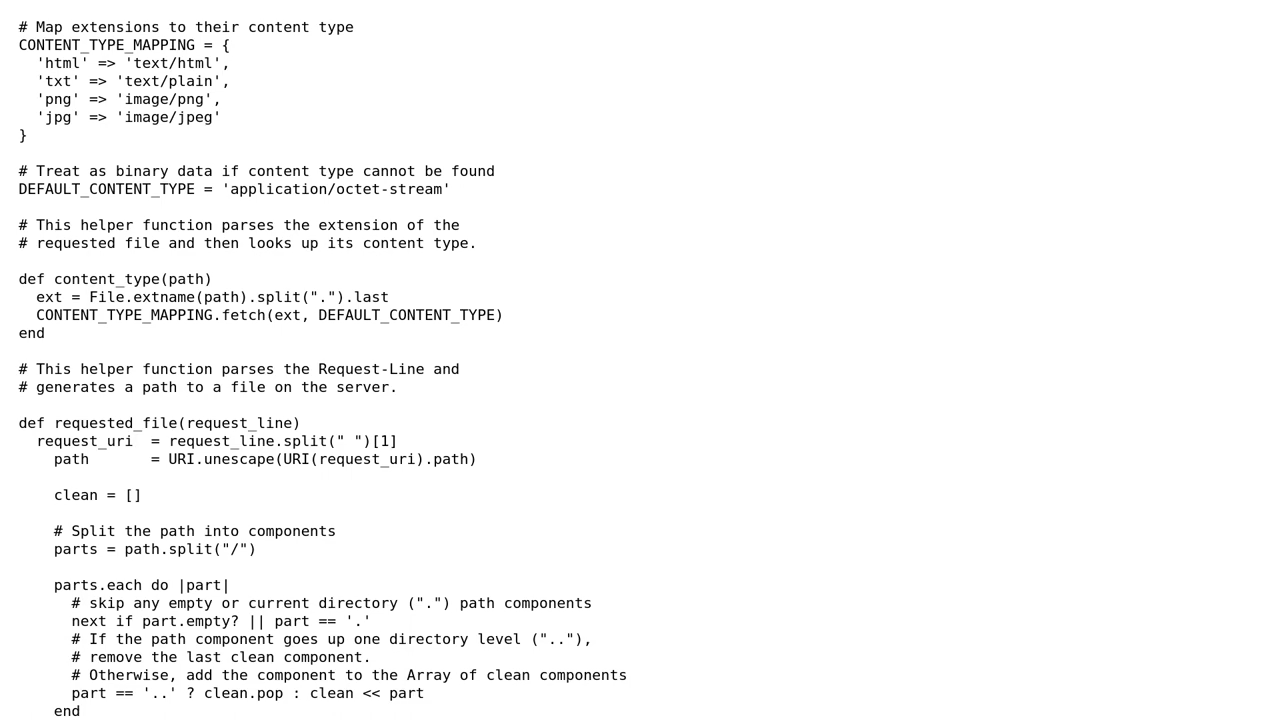 # Map extensions to their content type
CONTENT_TYPE_MAPPING = {
  'html' => 'text/html',
  'txt' => 'text/plain',
  'png' => 'image/png',
  'jpg' => 'image/jpeg'
}

# Treat as binary data if content type cannot be found
DEFAULT_CONTENT_TYPE = 'application/octet-stream'

# This helper function parses the extension of the
# requested file and then looks up its content type.

def content_type(path)
  ext = File.extname(path).split(".").last
  CONTENT_TYPE_MAPPING.fetch(ext, DEFAULT_CONTENT_TYPE)
end

# This helper function parses the Request-Line and
# generates a path to a file on the server.

def requested_file(request_line)
  request_uri  = request_line.split(" ")[1]
    path       = URI.unescape(URI(request_uri).path)

    clean = []

    # Split the path into components
    parts = path.split("/")

    parts.each do |part|
      # skip any empty or current directory (".") path components
      next if part.empty? || part == '.'
      # If the path component goes up one directory level (".."),
      # remove the last clean component.
      # Otherwise, add the component to the Array of clean components
      part == '..' ? clean.pop : clean << part
    end